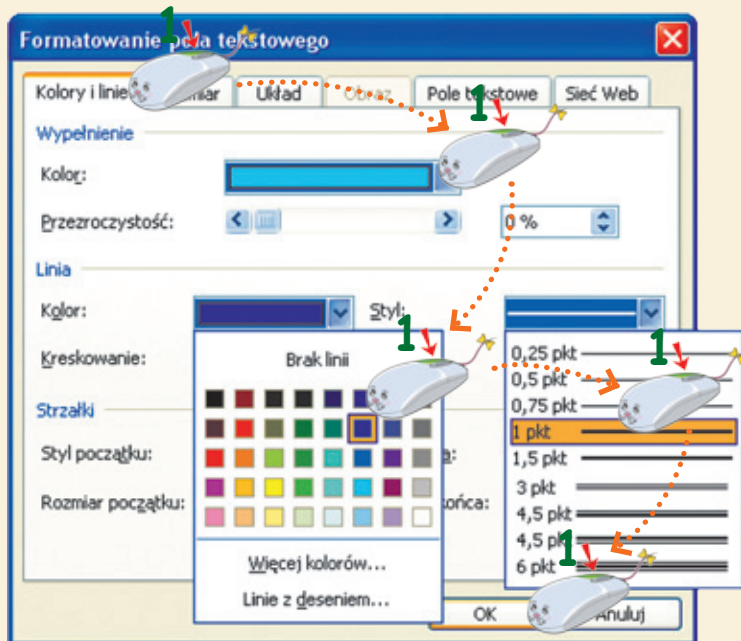 1
Formatowanie pola tekstowego
Kolory i linie Układ Obraz Pole tekstowe Sieć Web
1
Wypełnienie
Kolor:
Przezroczystość: 0 %
Linia
Kolor: Styl:
1
1
Kreskowanie: Brak linii
0,25 pkt
0,5 pkt
0,75 pkt
1 pkt
1,5 pkt
3 pkt
4,5 pkt
4,5 pkt
6 pkt
1
Strzałki
Styl początku:
Rozmiar początku:
Więcej kolorów...
Linie z deseniem...
OK Anuluj